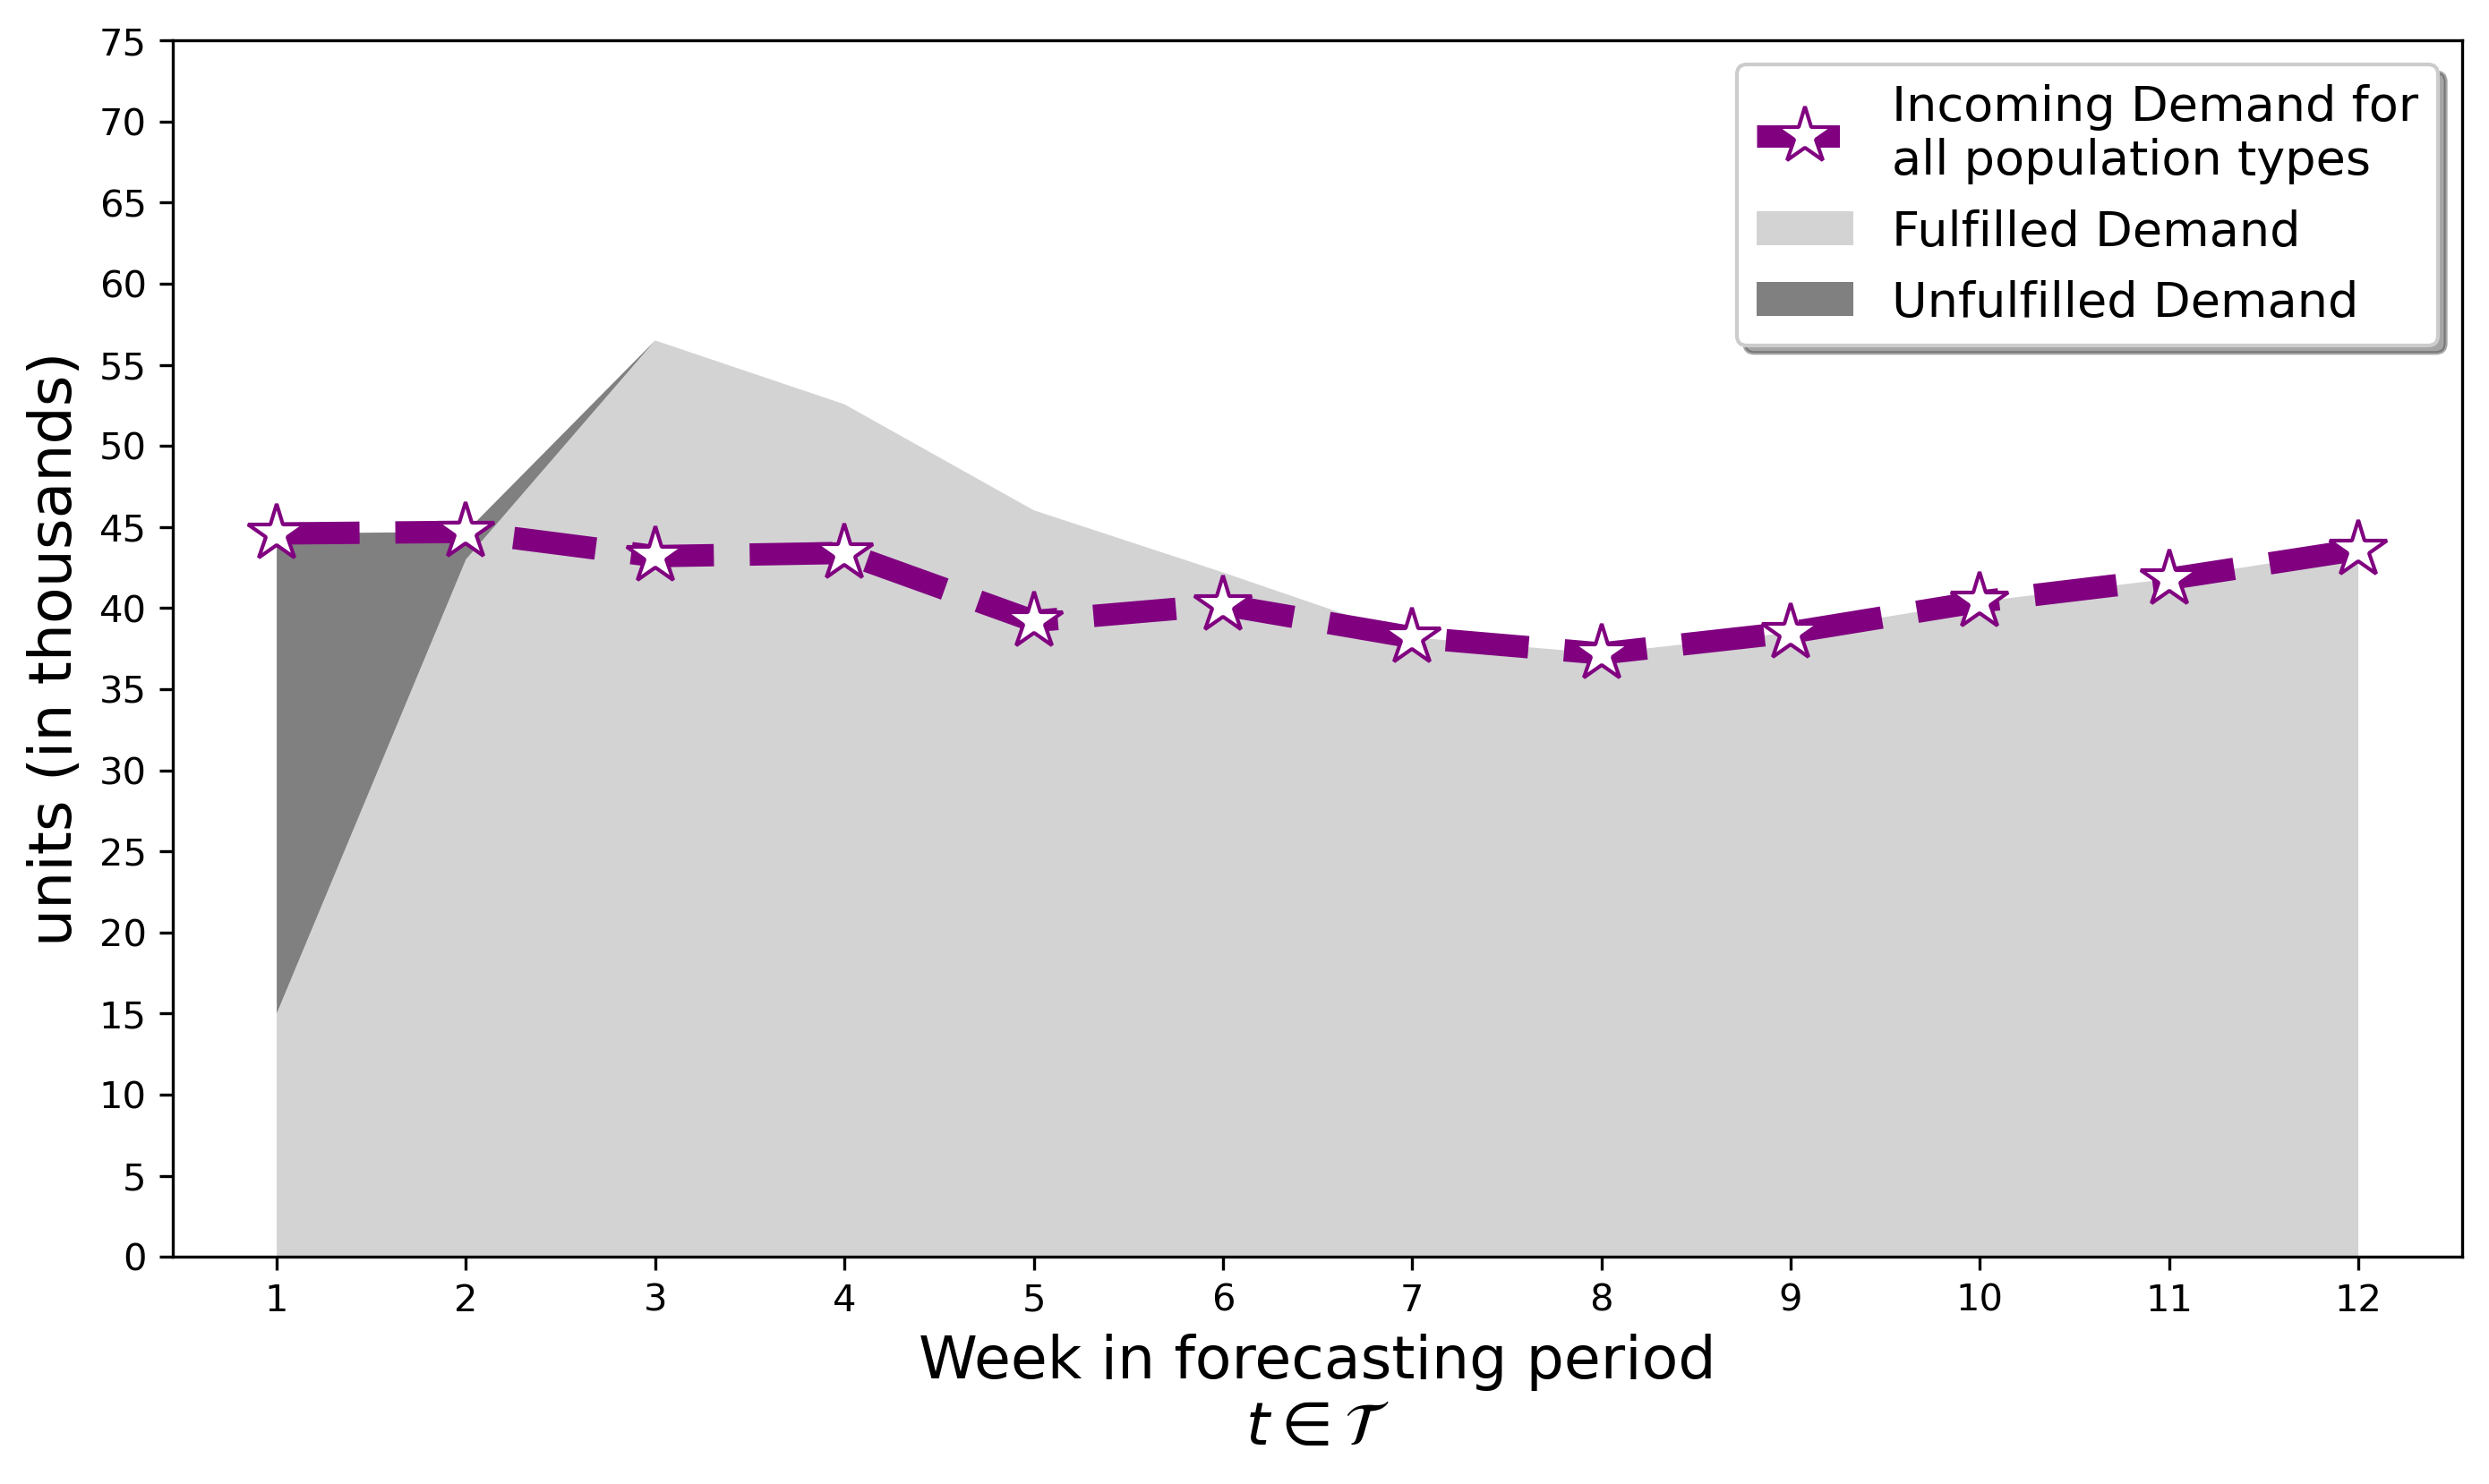 75
70
65
60
55
50
45
40
35
30
25
20
15
10
5
0
units (in thousands)
Incoming Demand for
all population types
Fulfilled Demand
Unfulfilled Demand
1 2 3 4 5 6 7 8 9 10 11 12
Week in forecasting period
t ∈ 𝒯